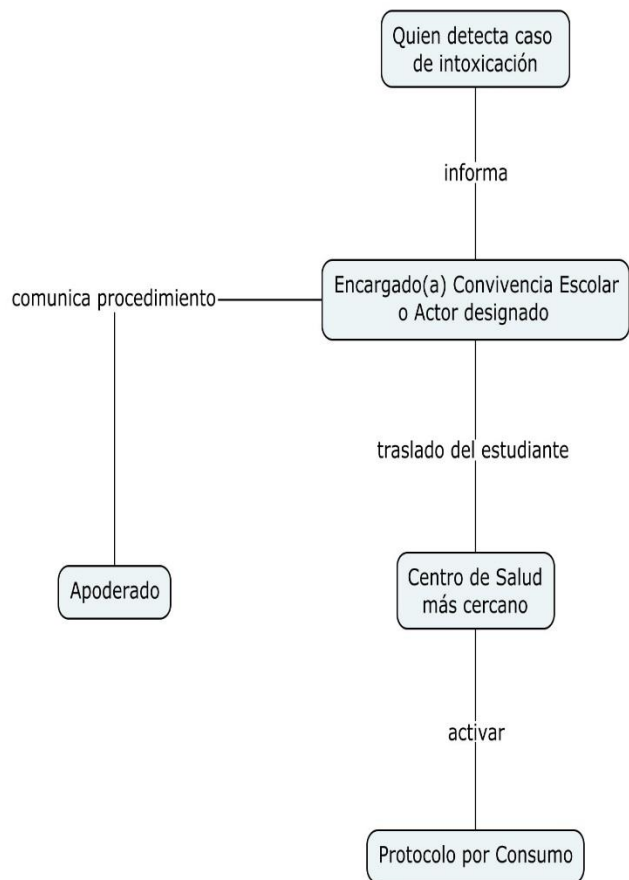 Quien detecta caso
de intoxicación
informa
Encargado(a) Convivencia Escolar
o Actor designado
comunica procedimiento
traslado del estudiante
Apoderado
Centro de Salud
más cercano
activar
Protocolo por Consumo